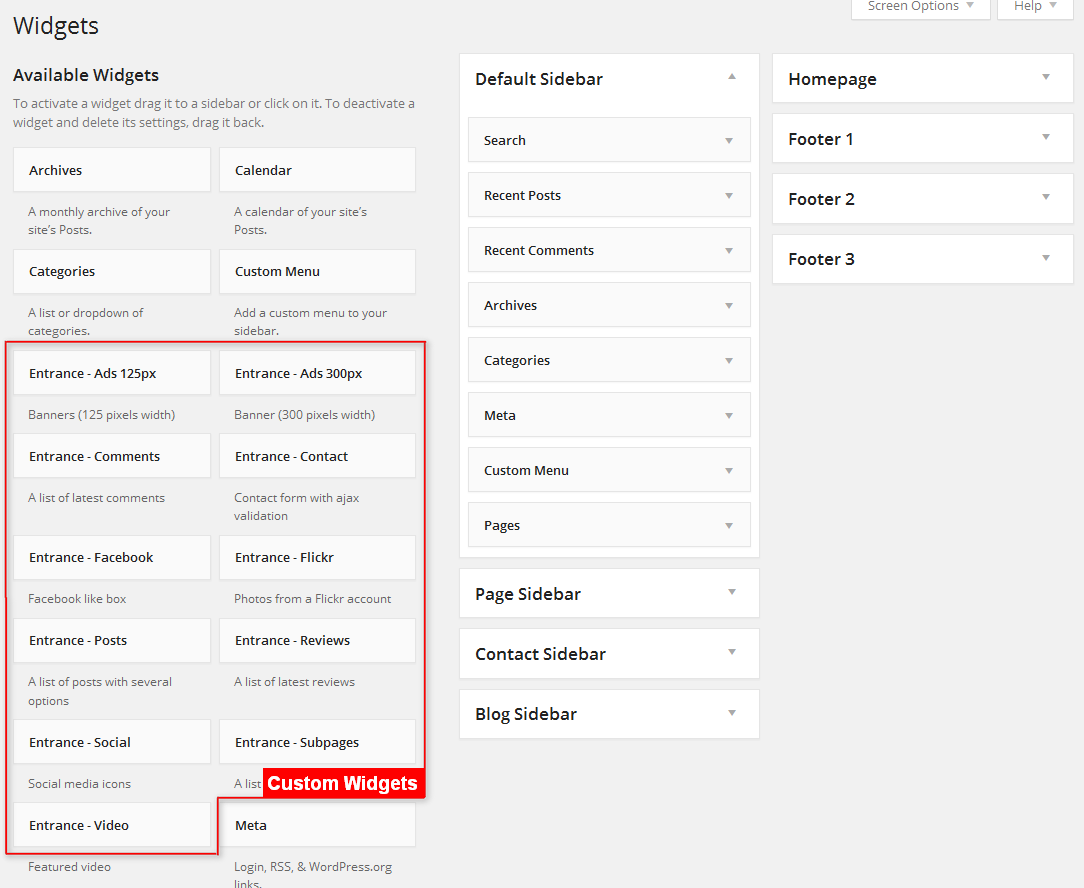 Screen Options
Help
Widgets
Available Widgets
To activate a widget drag it to a sidebar or click on it. To deactivate a
widget and delete its settings, drag it back.
Archives
Calendar
A monthly archive of your
site's Posts.
A calendar of your site's
Posts.
Categories
Custom Menu
A list or dropdown of
categories.
Add a custom menu to your
sidebar.
Entrance - Ads 125px
Entrance - Ads 300px
Banners (125 pixels width)
Banner (300 pixels width)
Entrance - Comments
Entrance - Contact
A list of latest comments
Contact form with ajax
validation
Entrance - Facebook
Entrance - Flickr
Facebook like box
Photos from a Flickr account
Entrance - Posts
Entrance - Reviews
A list of posts with several
options
A list of latest reviews
Entrance - Social
Entrance - Subpages
Social media icons
A list
Custom Widgets
Entrance - Video
Meta
Featured video
Login, RSS, & WordPress.org
links.
Default Sidebar
Search
Recent Posts
Recent Comments
Archives
Categories
Meta
Custom Menu
Pages
Page Sidebar
Contact Sidebar
Blog Sidebar
Homepage
Footer 1
Footer 2
Footer 3